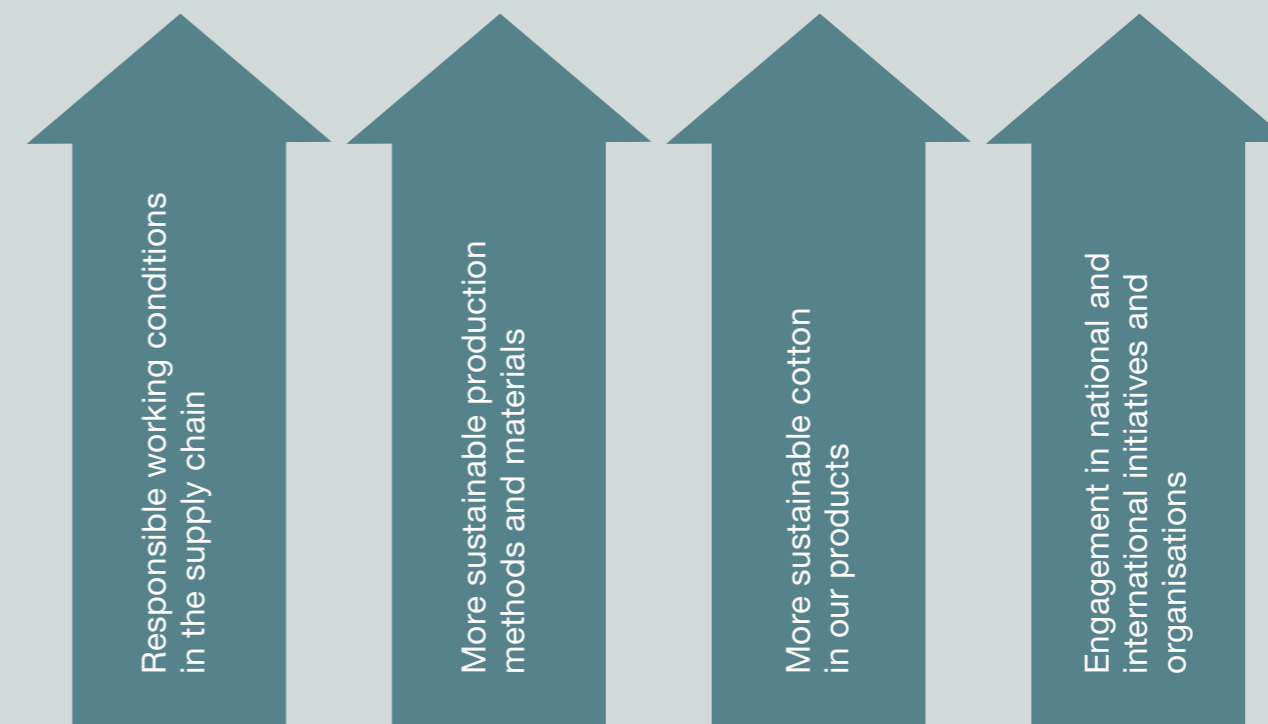 Responsible working conditions
in the supply chain
More sustainable production
methods and materials
More sustainable cotton
in our products
Engagement in national and
international initiatives and
organisations